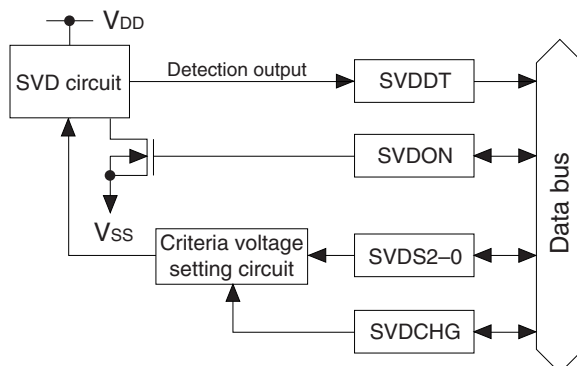 VDD
SVD circuit
Detection output
SVDDT
SVDON
VSS
Criteria voltage
setting circuit
SVDS2–0
SVDCHG
Data bus